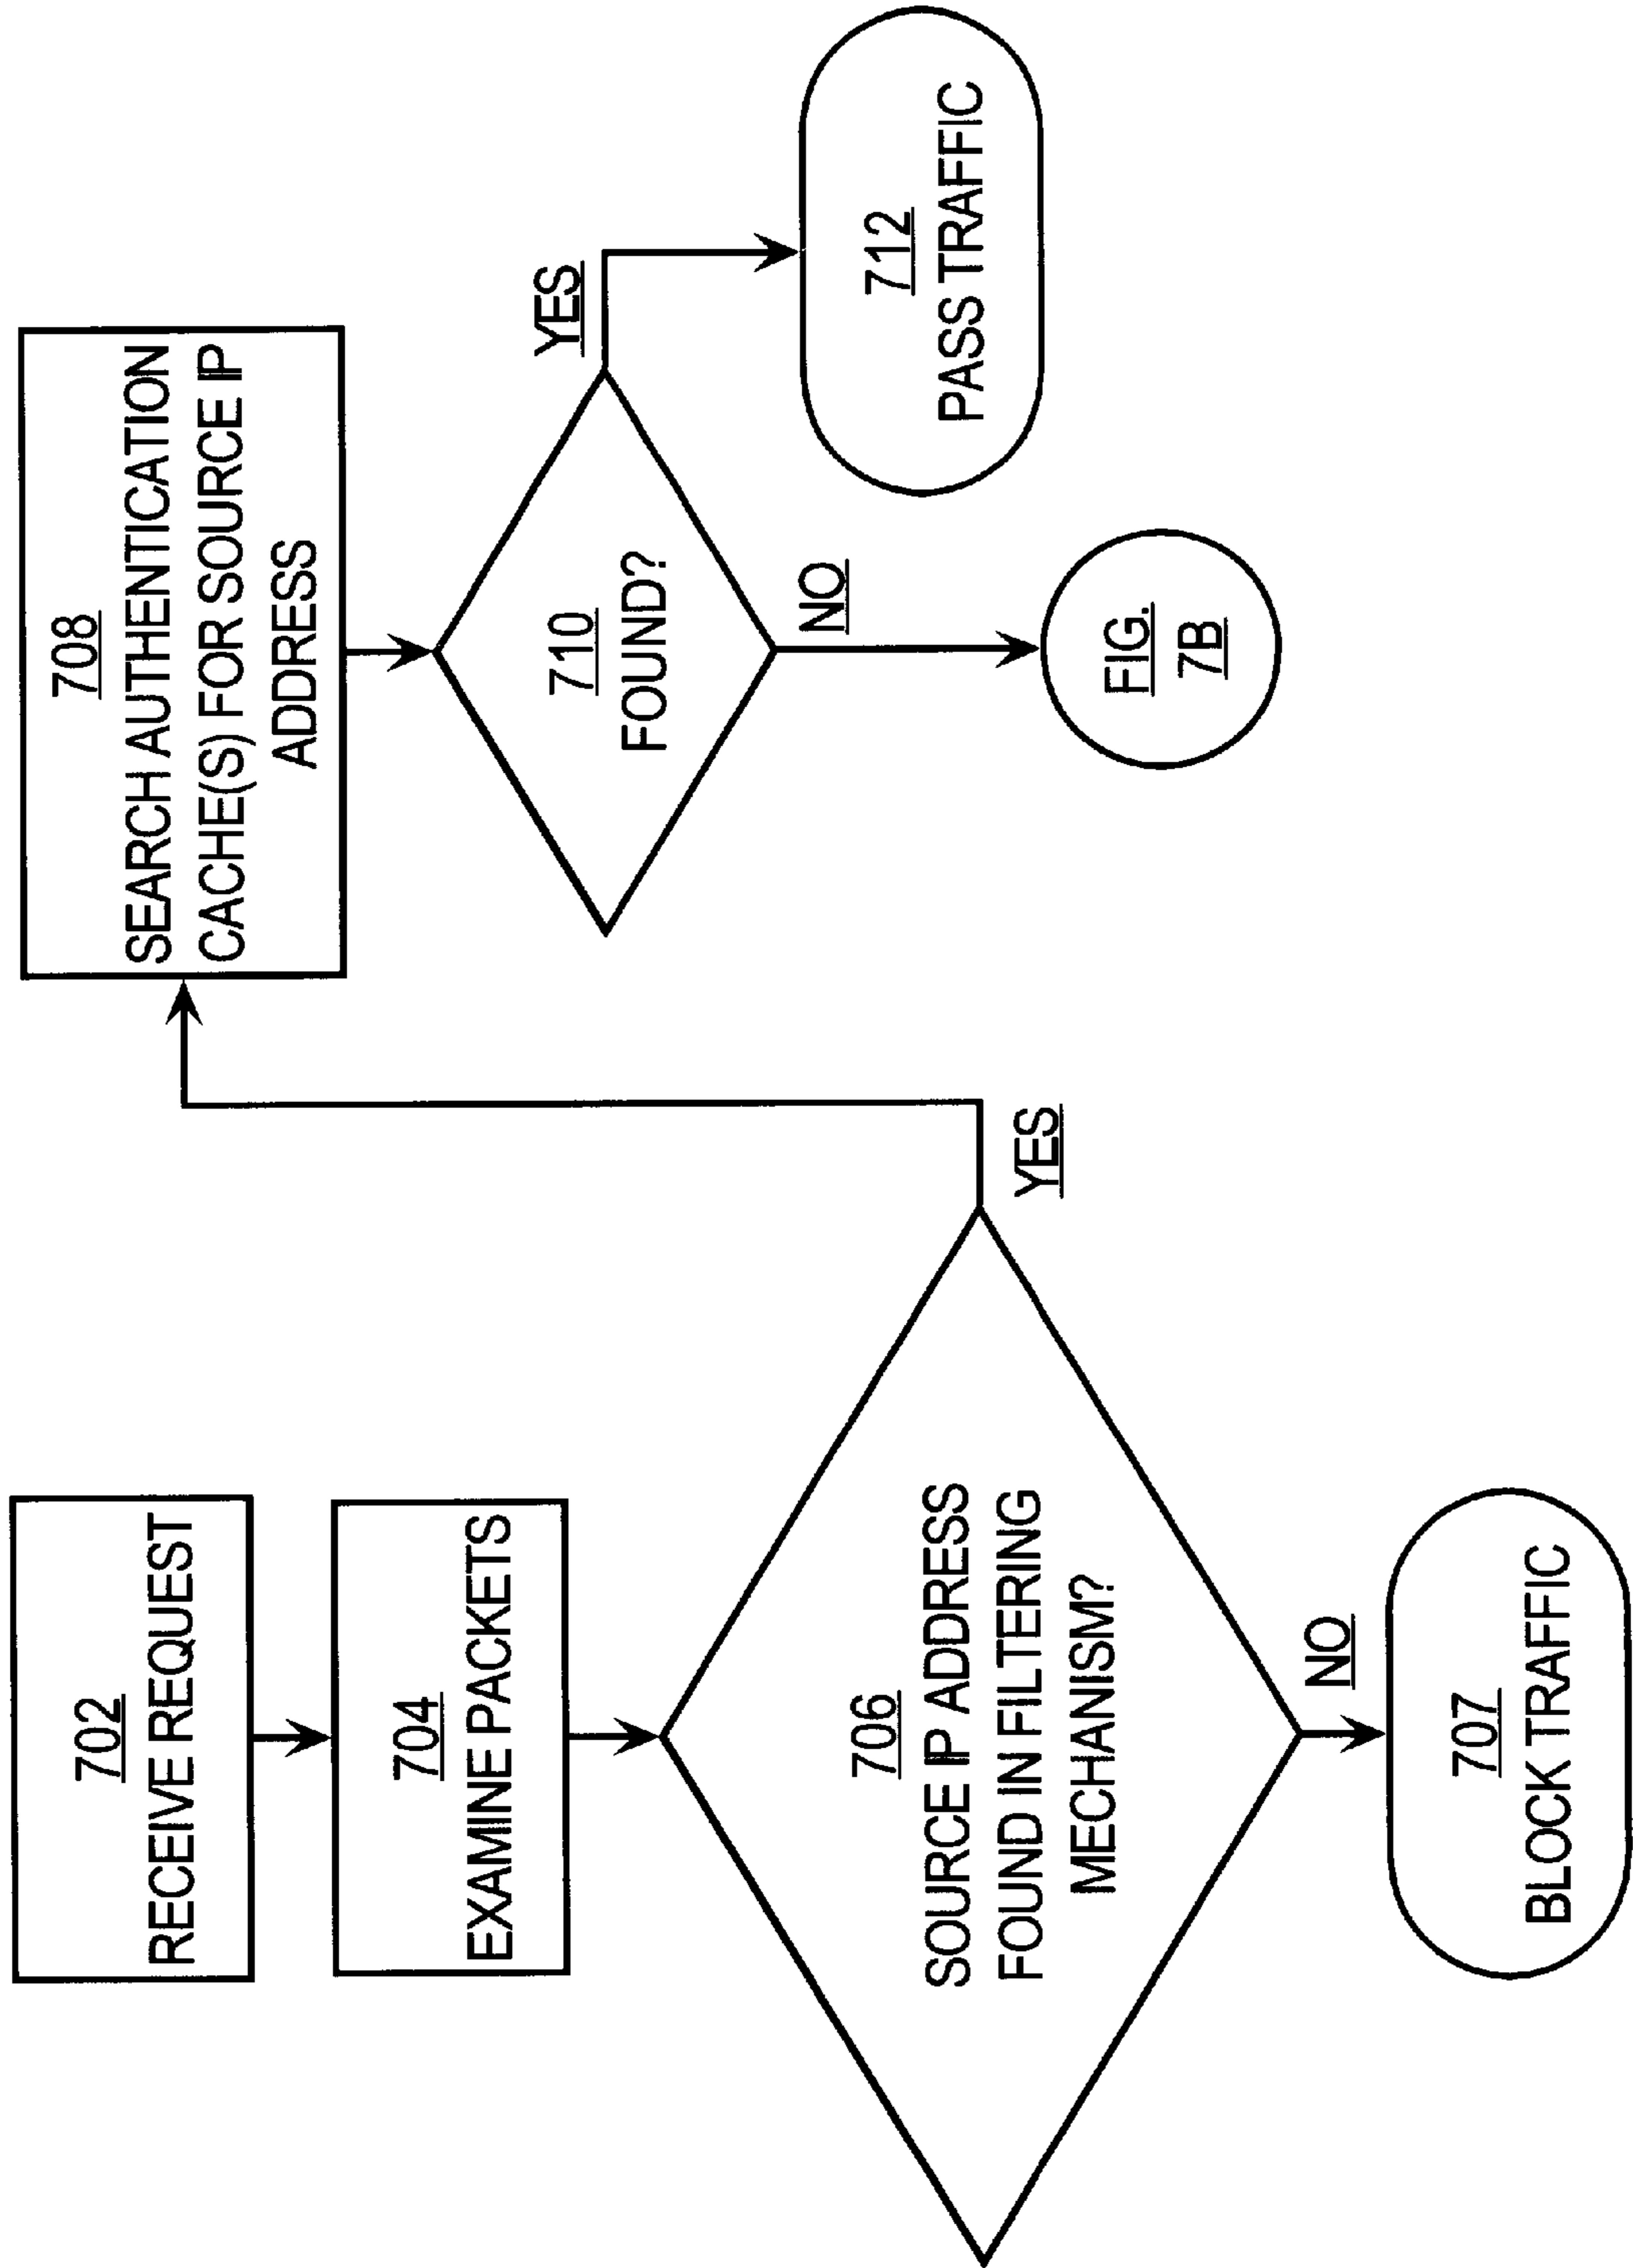 702
RECEIVE REQUEST
704
EXAMINE PACKETS
706
SOURCE IP ADDRESS
FOUND IN FILTERING
MECHANISM?
YES
NO
707
BLOCK TRAFFIC
708
SEARCH AUTHENTICATION
CACHE(S) FOR SOURCE IP
ADDRESS
710
FOUND?
YES
NO
712
PASS TRAFFIC
FIG.
7B